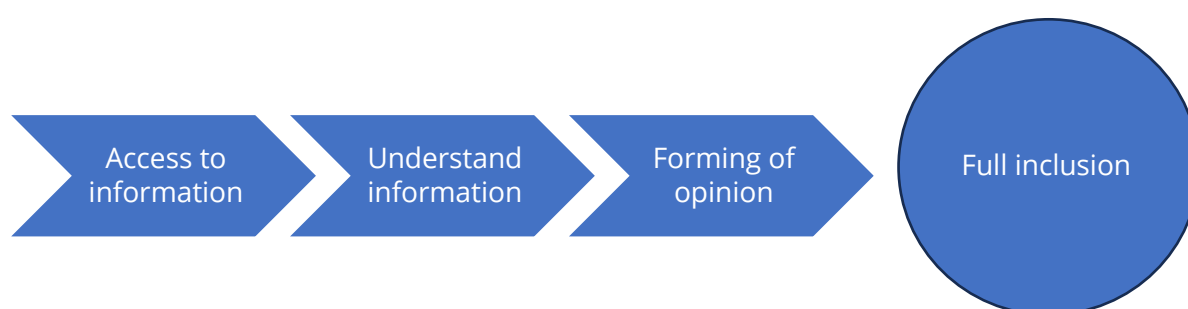 Access to
information
Understand
information
Forming of
opinion
Full inclusion